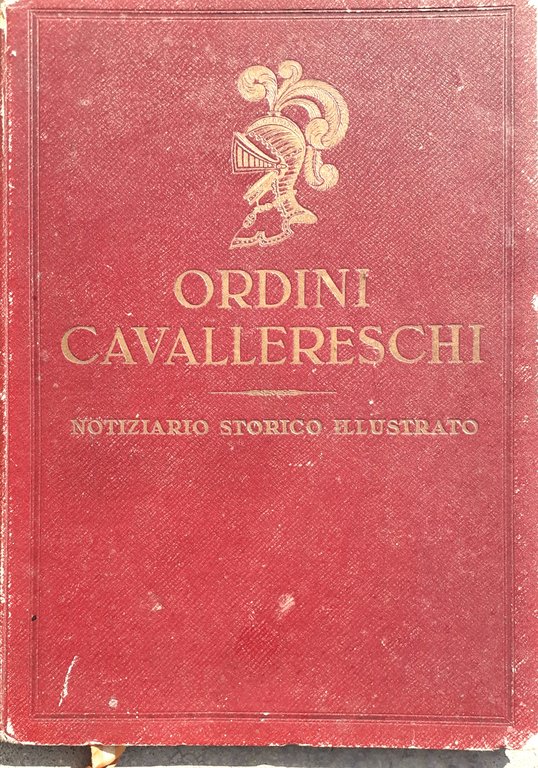 ORDINI
CAVALLERESCHI
NOTIZIARIO STORICO ILLUSTRATO